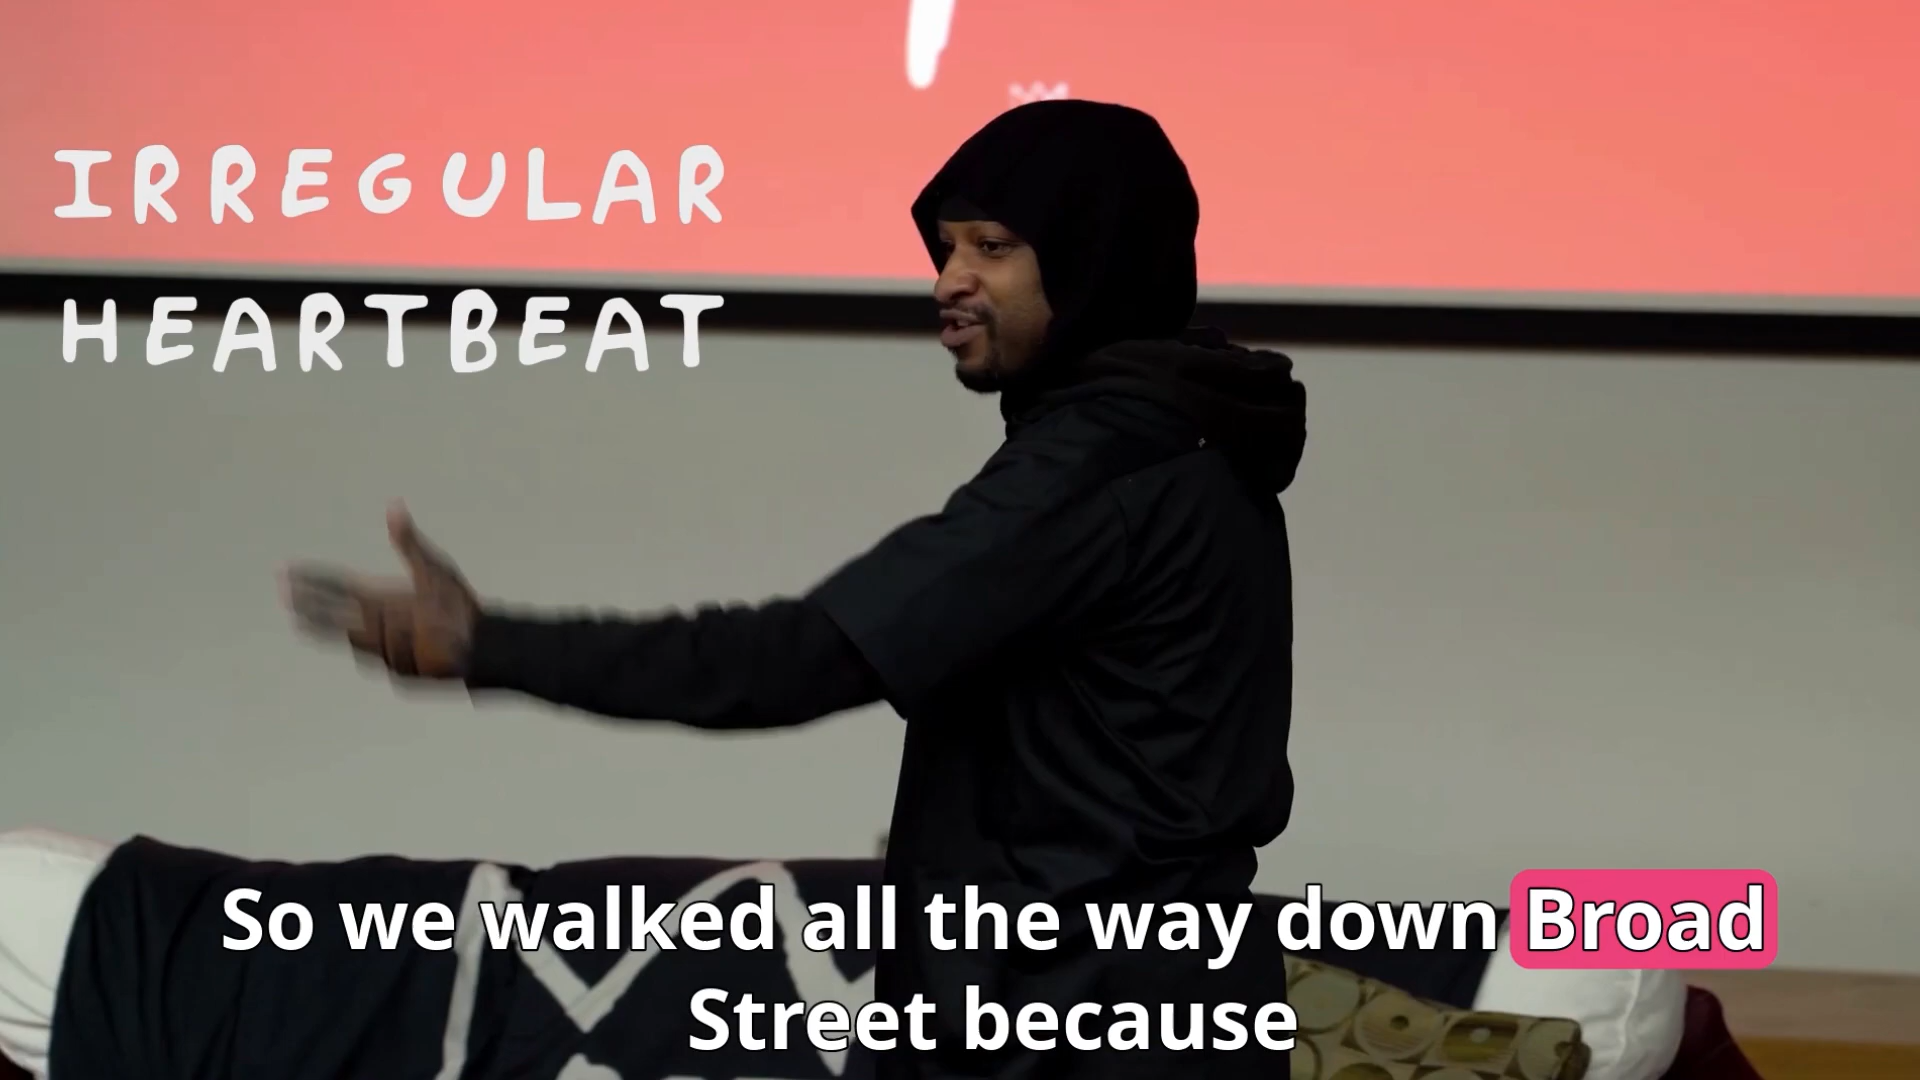 IRREGULAR
HEARTBEAT
So we walked all the way down Broad
Street because